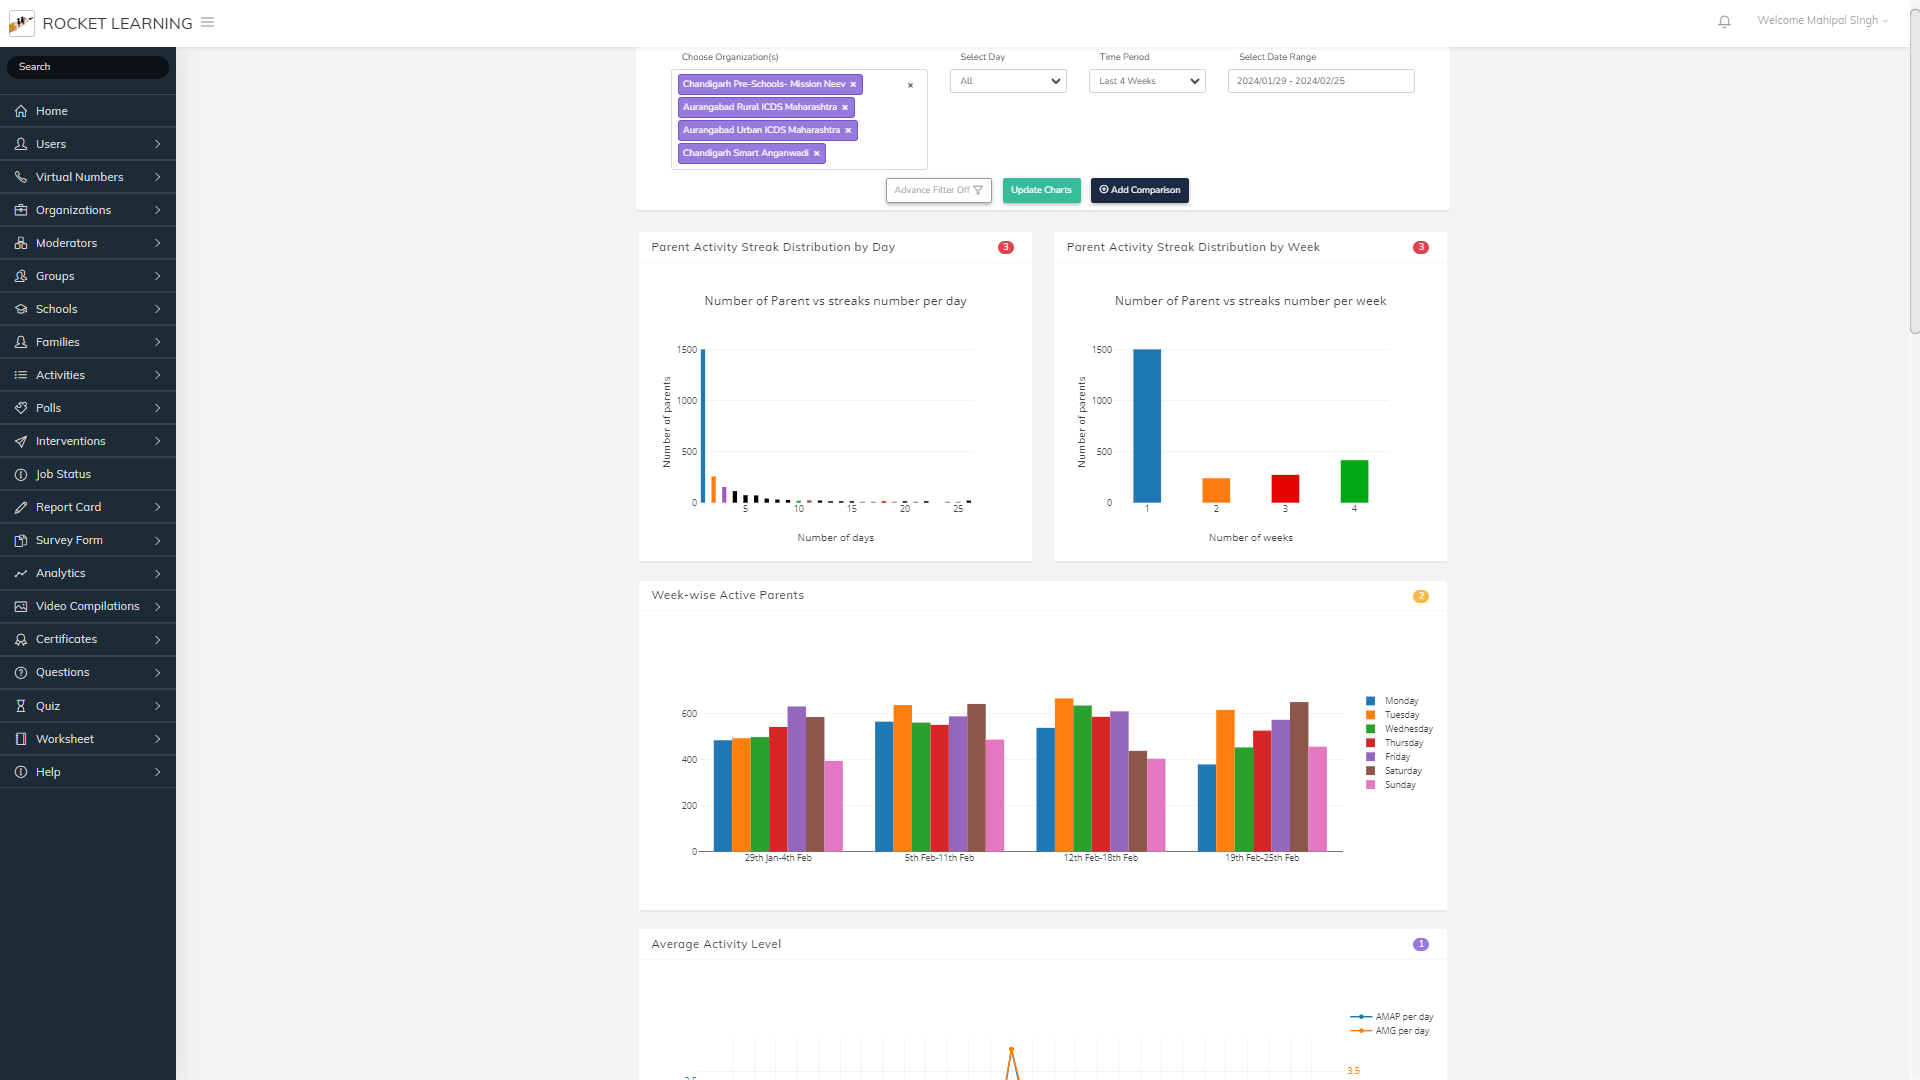 ROCKET LEARNING
Welcome Mahipal Singh
Search
Home
Users
Virtual Numbers
Organizations
Moderators
Groups
Schools
Families
Activities
Polls
Interventions
Job Status
Report Card
Survey Form
Analytics
Video Compilations
Certificates
Questions
Quiz
Worksheet
Help
Choose Organization(s)
Select Day
Time Period
Select Date Range
Chandigarh Pre-Schools- Mission Neev ×
×
Aurangabad Rural ICDS Maharashtra ×
Aurangabad Urban ICDS Maharashtra ×
Chandigarh Smart Anganwadi ×
All
Last 4 Weeks
2024/01/29 - 2024/02/25
Advance Filter Off
Update Charts
Add Comparison
Parent Activity Streak Distribution by Day
3
Number of Parent vs streaks number per day
Number of parents
1500
1000
500
0
5
10
15
20
25
Number of days
Parent Activity Streak Distribution by Week
3
Number of Parent vs streaks number per week
Number of parents
1500
1000
500
0
1
2
3
4
Number of weeks
Week-wise Active Parents
2
600
400
200
0
29th Jan-4th Feb
5th Feb-11th Feb
12th Feb-18th Feb
19th Feb-25th Feb
Monday
Tuesday
Wednesday
Thursday
Friday
Saturday
Sunday
Average Activity Level
1
AMAP per day
AMG per day
3.5